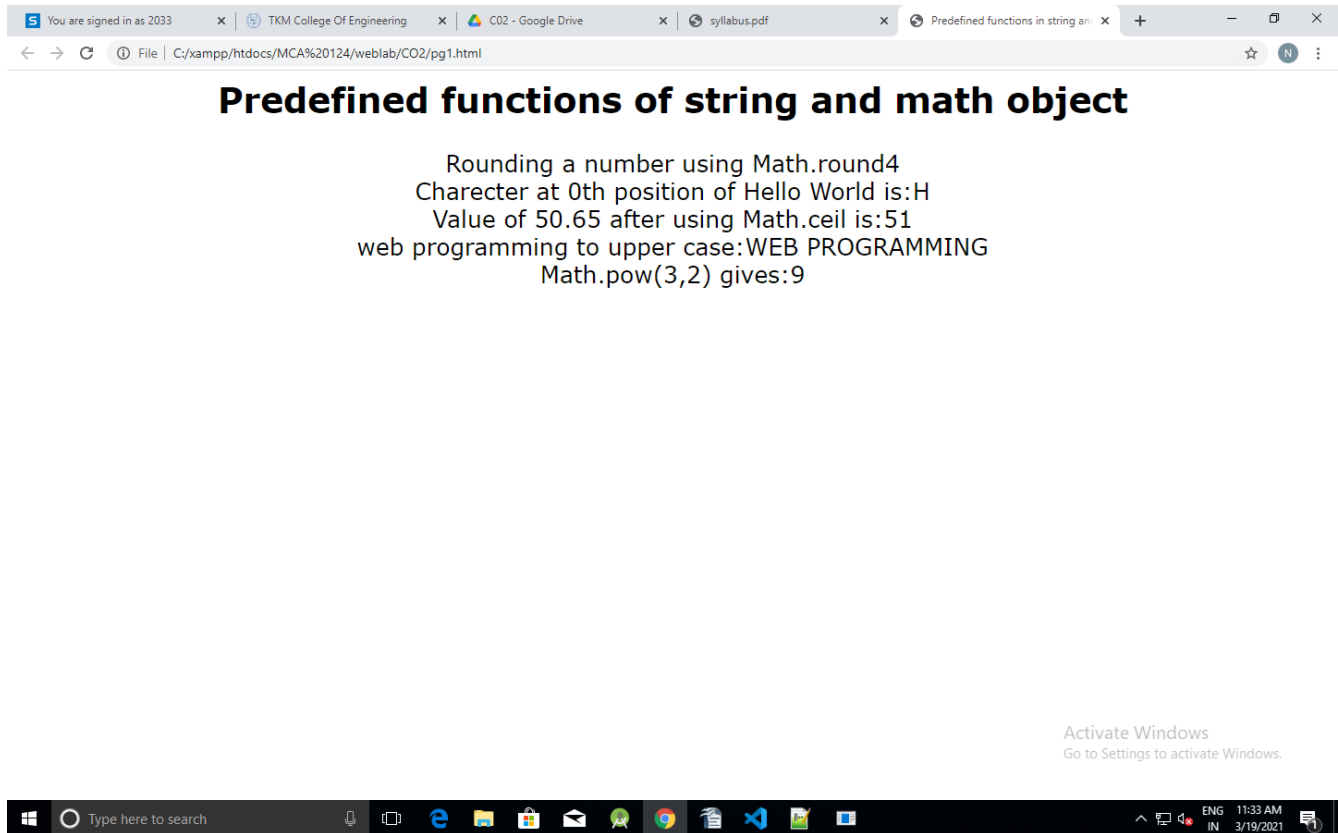 You are signed in as 2033
TKM College Of Engineering
C02 - Google Drive
syllabus.pdf
Predefined functions in string an
File | C:/xampp/htdocs/MCA%20124/weblab/CO2/pg1.html
N
Predefined functions of string and math object
Rounding a number using Math.round4
Charecter at 0th position of Hello World is:H
Value of 50.65 after using Math.ceil is:51
web programming to upper case:WEB PROGRAMMING
Math.pow(3,2) gives:9
Activate Windows
Go to Settings to activate Windows.
Type here to search
ENG 11:33 AM
IN 3/19/2021
1